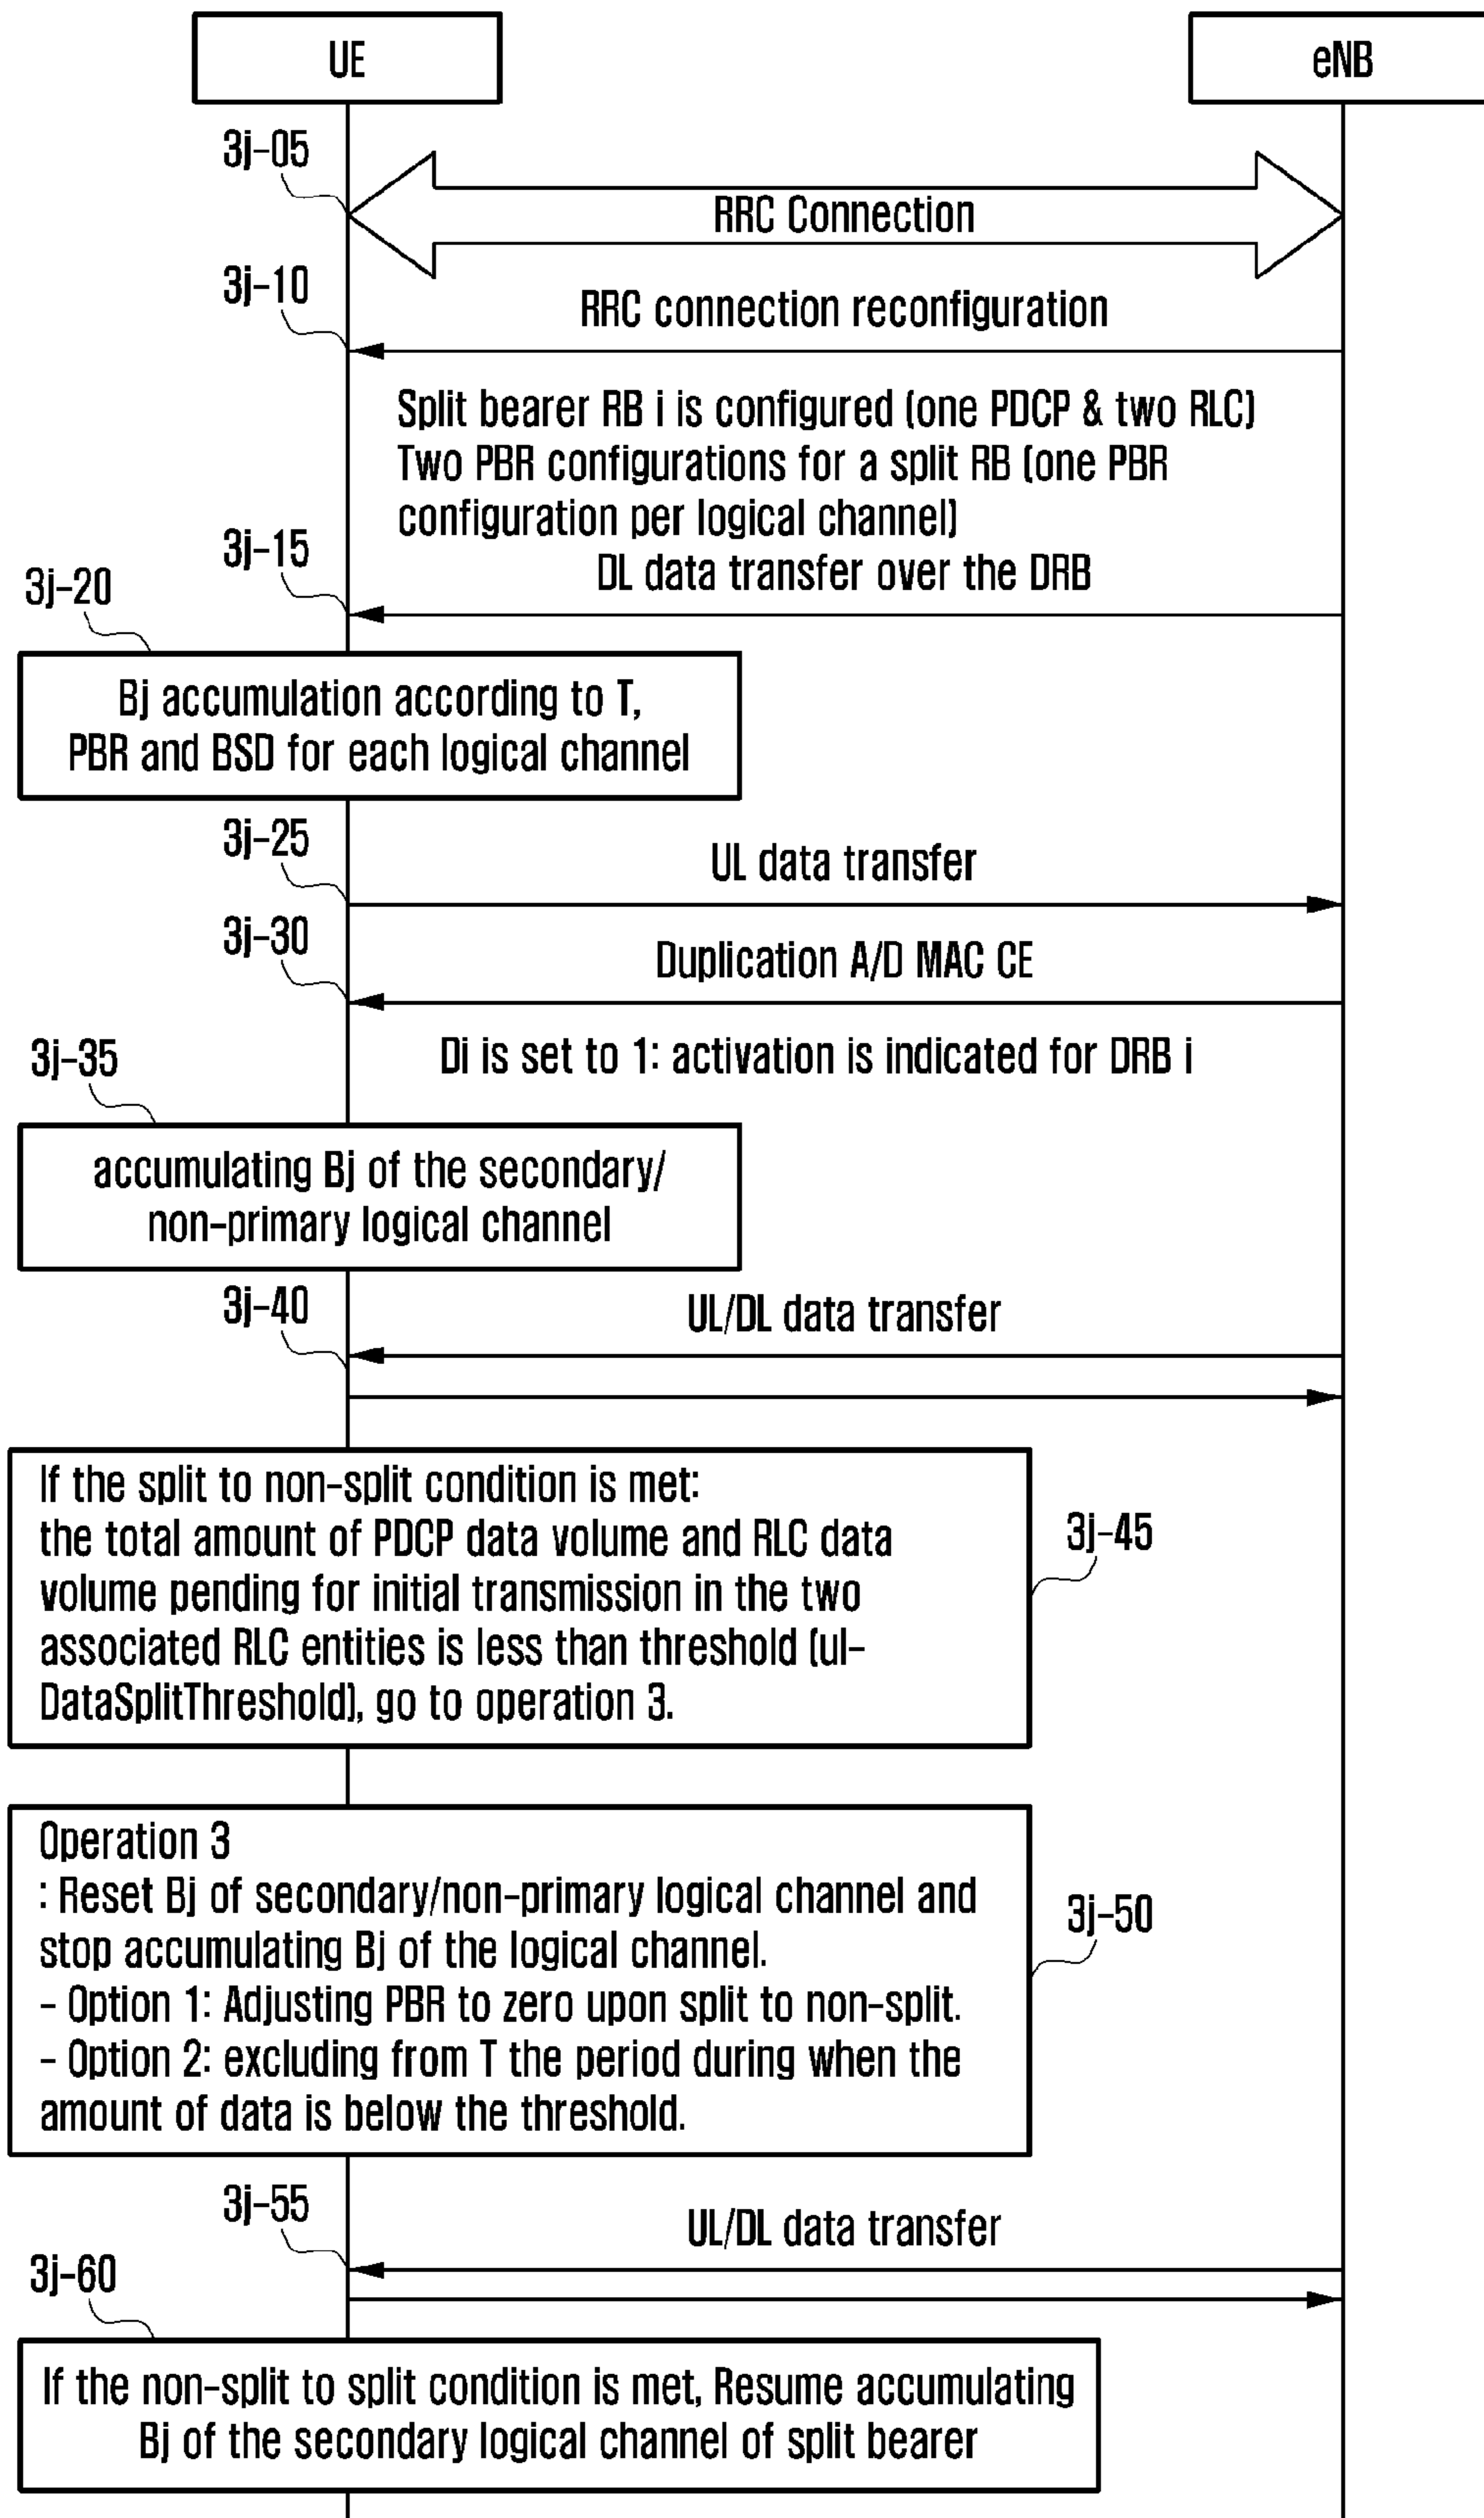 UE
eNB
3j-05
RRC Connection
3j-10
RRC connection reconfiguration
Split bearer RB i is configured (one PDCP & two RLC)
Two PBR configurations for a split RB (one PBR
configuration per logical channel)
3j-15
DL data transfer over the DRB
3j-20
Bj accumulation according to T,
PBR and BSD for each logical channel
3j-25
UL data transfer
3j-30
Duplication A/D MAC CE
3j-35
Di is set to 1: activation is indicated for DRB i
accumulating Bj of the secondary/
non-primary logical channel
3j-40
UL/DL data transfer
If the split to non-split condition is met:
the total amount of PDCP data volume and RLC data
volume pending for initial transmission in the two
associated RLC entities is less than threshold (ul-
DataSplitThreshold), go to operation 3.
3j-45
Operation 3
: Reset Bj of secondary/non-primary logical channel and
stop accumulating Bj of the logical channel.
- Option 1: Adjusting PBR to zero upon split to non-split.
- Option 2: excluding from T the period during when the
amount of data is below the threshold.
3j-50
3j-55
UL/DL data transfer
3j-60
If the non-split to split condition is met, Resume accumulating
Bj of the secondary logical channel of split bearer